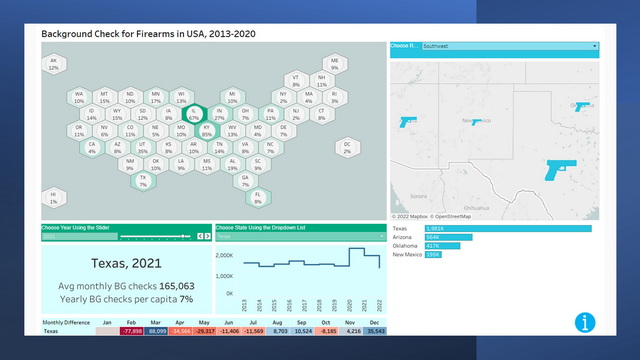 Background Check for Firearms in USA, 2013-2020
AK
12%
ME
9%
VT
8%
NH
11%
WA
10%
MT
15%
ND
10%
MN
17%
WI
13%
MI
10%
NY
2%
MA
4%
RI
3%
ID
14%
WY
15%
SD
12%
IA
8%
IL
67%
IN
27%
OH
7%
PA
11%
NJ
2%
CT
8%
OR
11%
NV
6%
CO
11%
NE
5%
MO
10%
KY
85%
WV
13%
MD
4%
DE
7%
CA
4%
AZ
8%
UT
35%
KS
8%
AR
10%
TN
14%
VA
8%
NC
7%
DC
2%
NM
9%
OK
10%
LA
9%
MS
11%
AL
19%
SC
9%
TX
7%
GA
7%
HI
1%
FL
8%
Choose R...
Southwest
Sonora
Chihuahua
© 2022 Mapbox © OpenStreetMap
Texas
1,981K
Arizona
Oklahoma
417K
New Mexico
195K
Choose Year Using the Slider
2021
Choose State Using the Dropdown List
Texas
Texas, 2021
Avg monthly BG checks 165,063
Yearly BG checks per capita 7%
2,000K
1,000K
0K
2013
2014
2015
2016
2017
2018
2019
2020
2021
2022
Monthly Difference
Jan
Feb
Mar
Apr
May
Jun
Jul
Aug
Sep
Oct
Nov
Dec
Texas
-77,898
88,099
-34,566
-29,317
-11,406
-11,569
8,703
10,524
-8,165
4,216
35,543
i